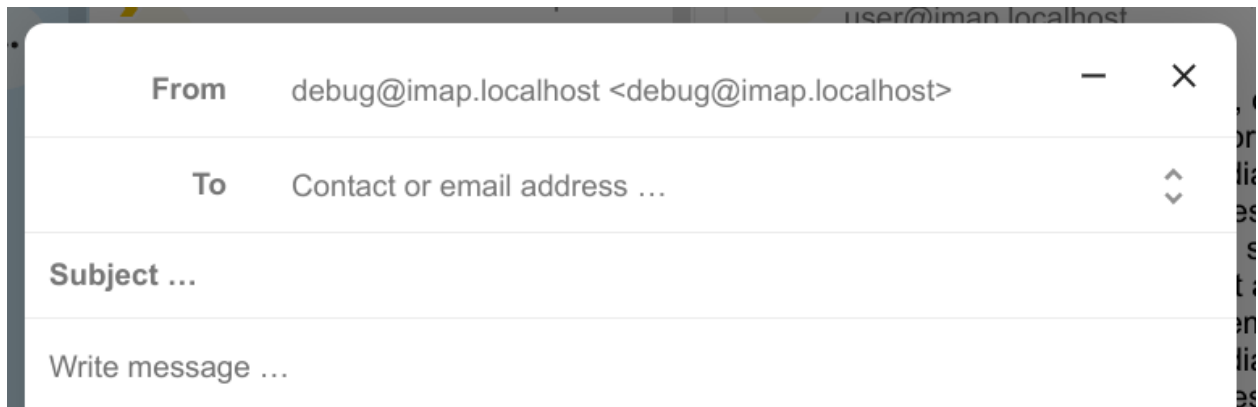 user@imap.localhost
From debug@imap.localhost <debug@imap.localhost>
To Contact or email address …
Subject …
Write message …